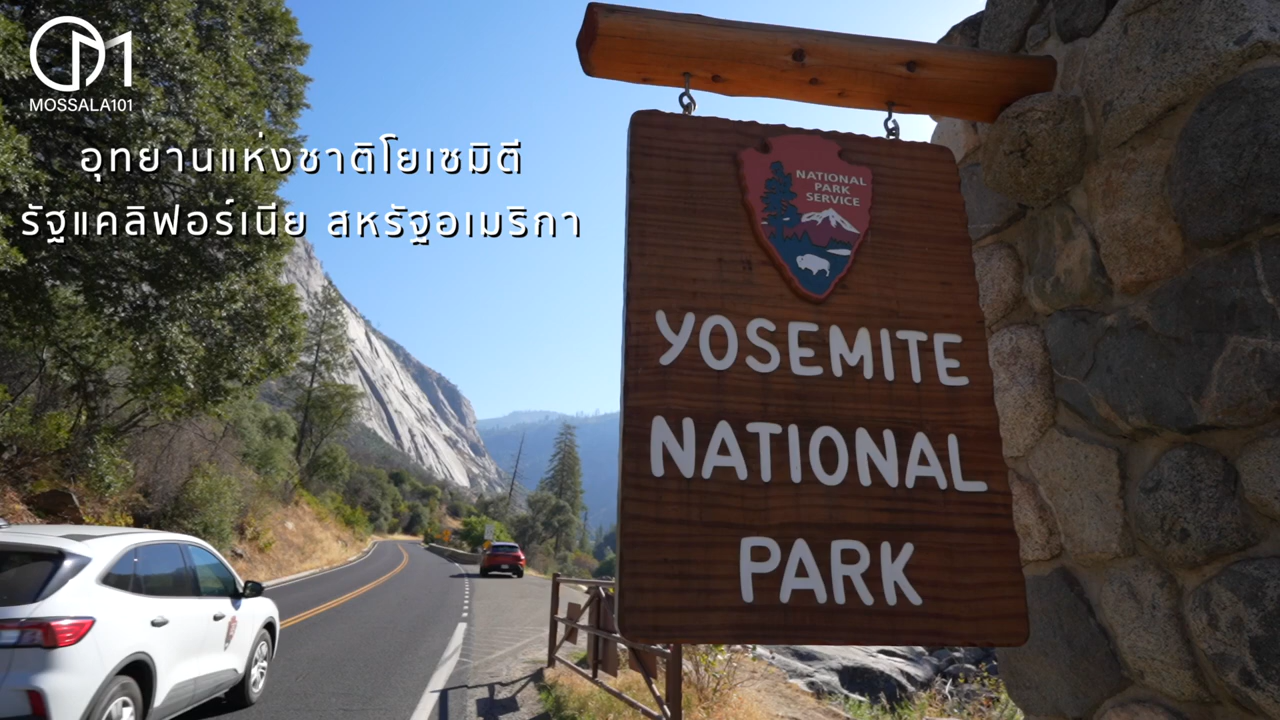 MOSSALA101
อุทยานแห่งชาติโยเซมิตี
รัฐแคลิฟอร์เนีย สหรัฐอเมริกา
NATIONAL
PARK
SERVICE
YOSEMITE
NATIONAL
PARK